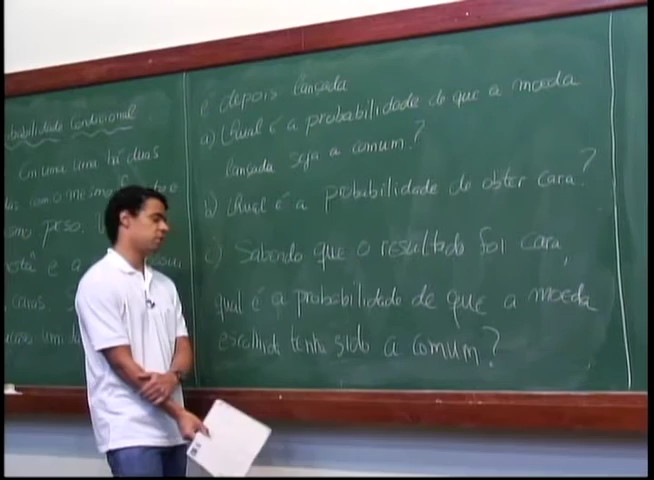 Condicional
Em uma urna há duas
com o mesmo
peso.
e a
caras
é depois lançada
a) Qual é a probabilidade de que a moeda
lançada seja a comum?
b) Qual é a probabilidade de obter cara?
c) Sabendo que o resultado foi cara,
qual é a probabilidade de que a moeda
escolhida tenha sido a comum?